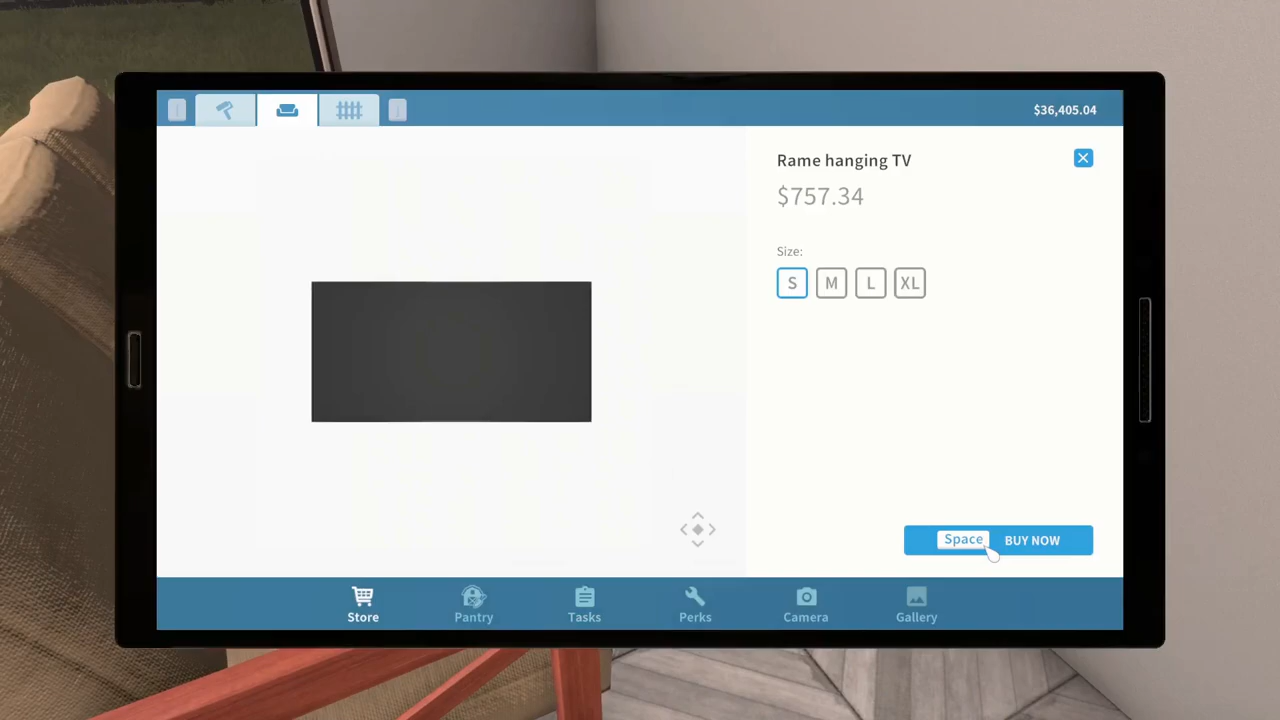 $36,405.04
Rame hanging TV
$757.34
Size:
S M L XL
Space BUY NOW
Store Pantry Tasks Perks Camera Gallery